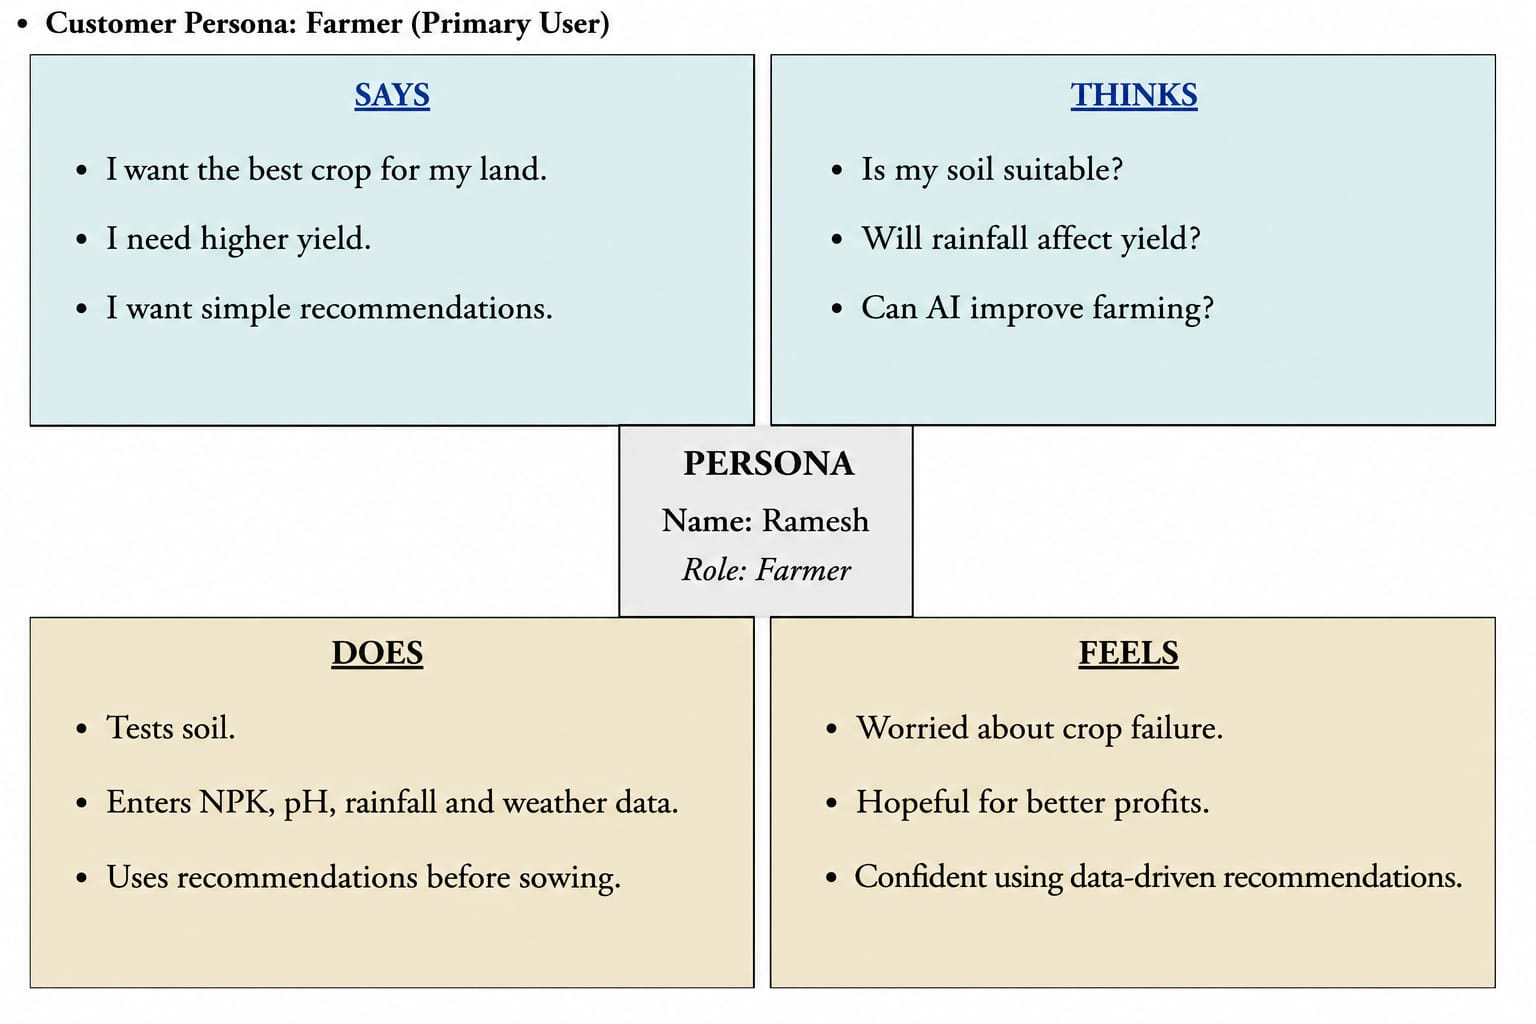 • Customer Persona: Farmer (Primary User)
SAYS
• I want the best crop for my land.
• I need higher yield.
• I want simple recommendations.
THINKS
• Is my soil suitable?
• Will rainfall affect yield?
• Can AI improve farming?
PERSONA
Name: Ramesh
Role: Farmer
DOES
• Tests soil.
• Enters NPK, pH, rainfall and weather data.
• Uses recommendations before sowing.
FEELS
• Worried about crop failure.
• Hopeful for better profits.
• Confident using data-driven recommendations.